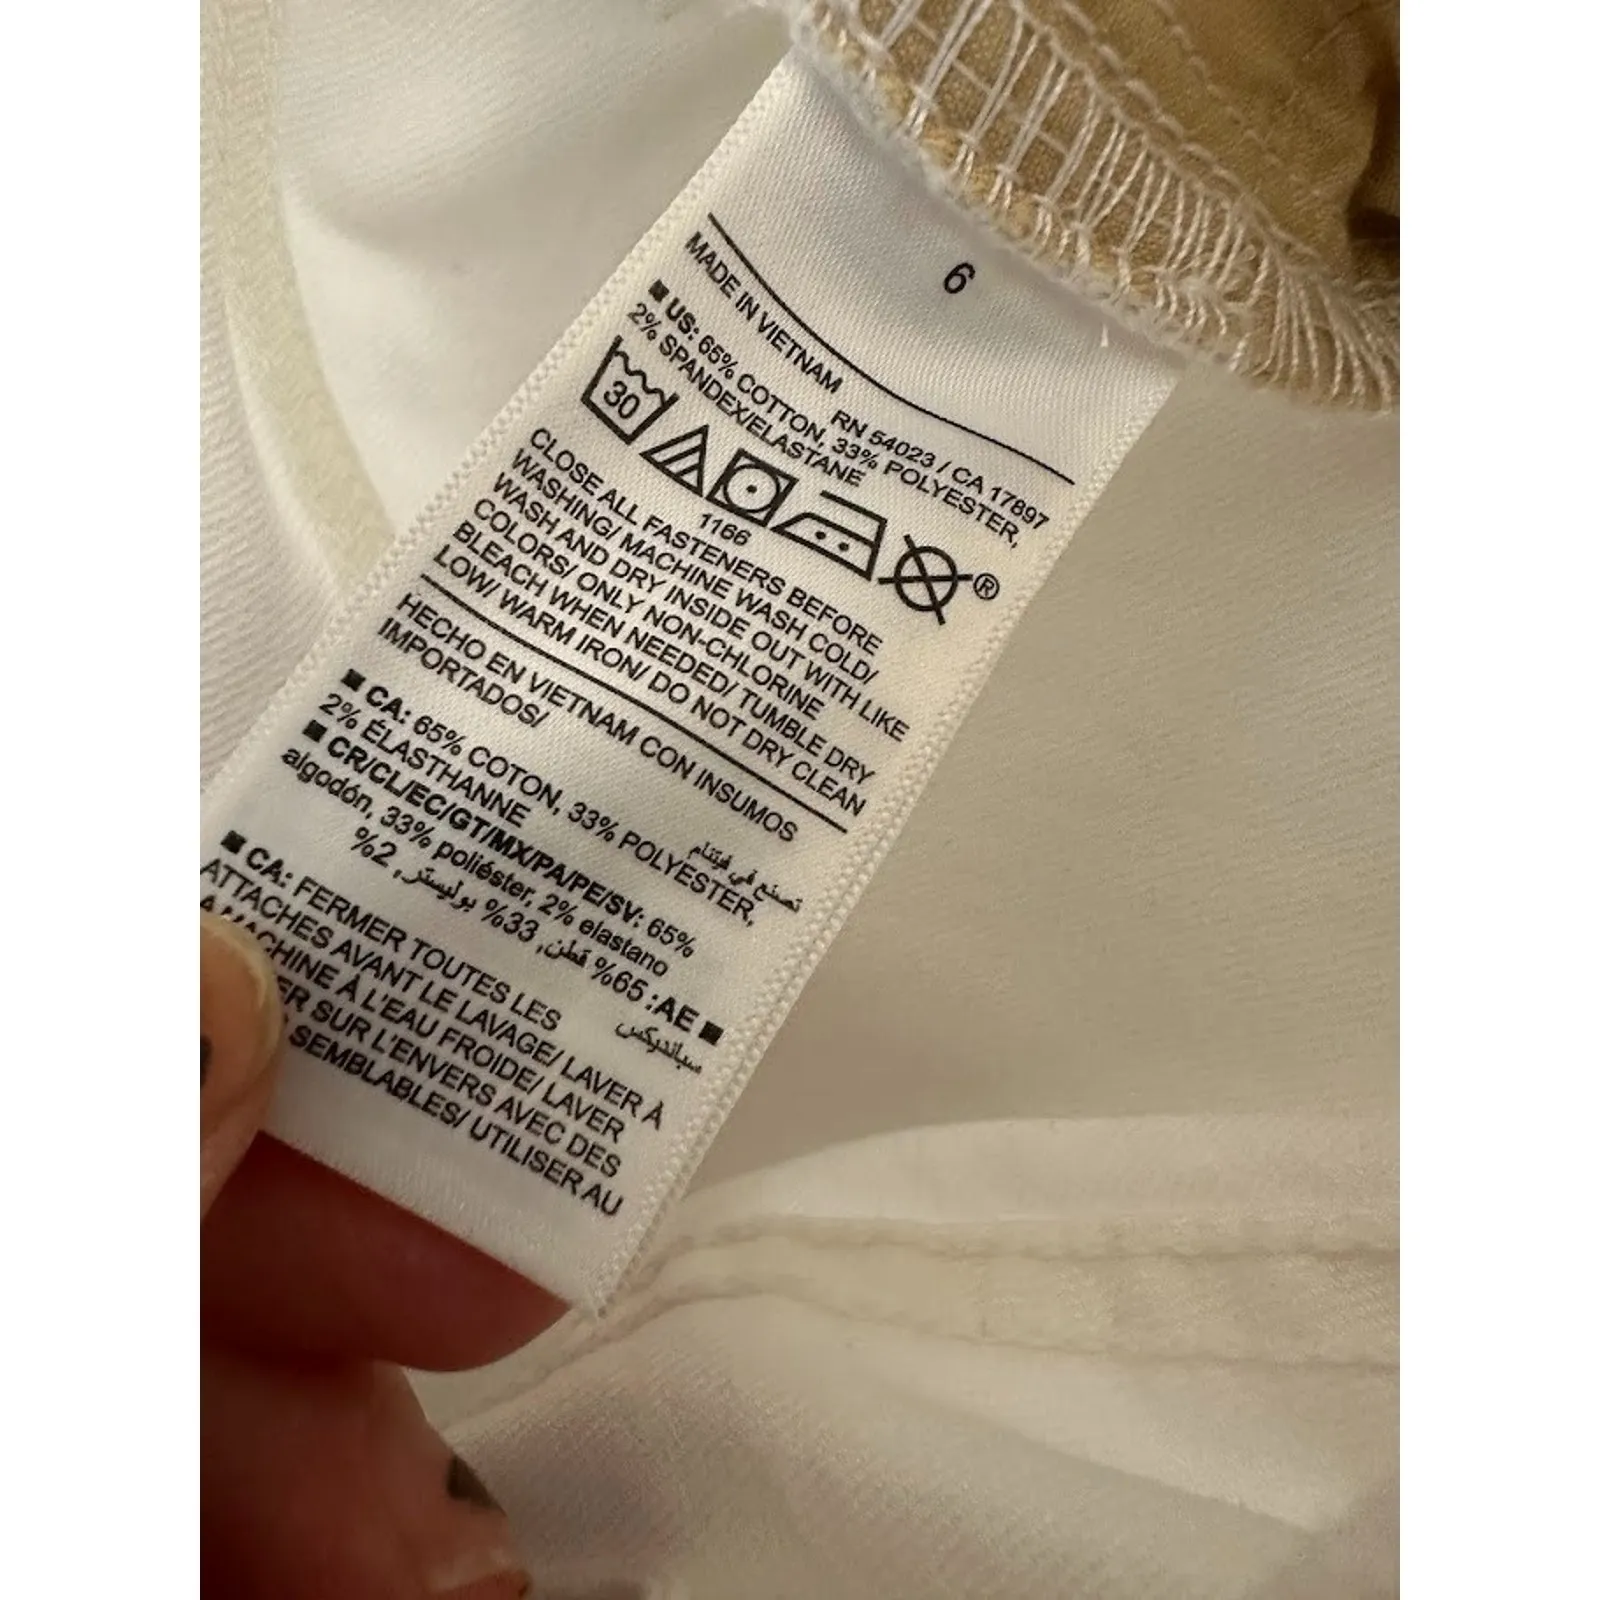 6
MADE IN VIETNAM
RN 54023 / CA 17897
■ US: 65% COTTON, 33% POLYESTER,
2% SPANDEX/ELASTANE
30
®
1166
CLOSE ALL FASTENERS BEFORE
WASHING/ MACHINE WASH COLD/
WASH AND DRY INSIDE OUT WITH LIKE
COLORS/ ONLY NON-CHLORINE
BLEACH WHEN NEEDED/ TUMBLE DRY
LOW/ WARM IRON/ DO NOT DRY CLEAN
HECHO EN VIETNAM CON INSUMOS
IMPORTADOS/
تصنع في فيتنام
■ CA: 65% COTON, 33% POLYESTER,
2% ÉLASTHANNE
■ CR/CL/EC/GT/MX/PA/PE/SV: 65%
algodón, 33% poliéster, 2% elastano
■ AE: 65% قطن, 33% بوليستر, 2%
سباندیکس
■ CA: FERMER TOUTES LES
ATTACHES AVANT LE LAVAGE/ LAVER À
MACHINE À L'EAU FROIDE/ LAVER
SUR L'ENVERS AVEC DES
SEMBLABLES/ UTILISER AU